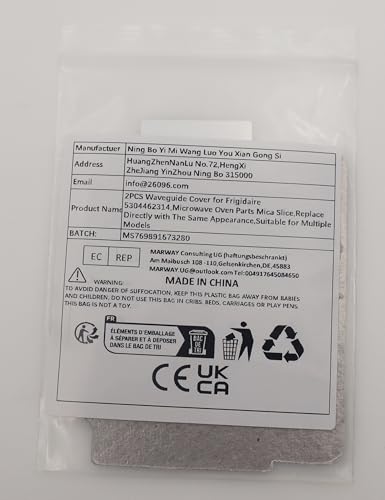 Manufactuer Ning Bo Yi Mi Wang Luo You Xian Gong Si
Address HuangZhenNanLu No.72,HengXi
ZheJiang YinZhou Ning Bo 315000
Email info@26096.com
Product Name 2PCS Waveguide Cover for Frigidaire
5304462314,Microwave Oven Parts Mica Slice,Replace
Directly with The Same Appearance,Suitable for Multiple
Models
BATCH: MS769891673280
EC REP
MARWAY Consulting UG (haftungsbeschrankt)
Am Maibusch 108 -110,Gelsenkirchen,DE,45883
MARWAY.UG@outlook.com Tel:004917645084650
MADE IN CHINA
WARNING:
TO AVOID DANGER OF SUFFOCATION, KEEP THIS PLASTIC BAG AWAY FROM BABIES
AND CHILDREN, DO NOT USE THIS BAG IN CRIBS. BEDS. CARRIAGES OR PLAY PENS.
THIS BAG IS NOT A TOY.
FR
ÉLÉMENTS D'EMBALLAGE
À SÉPARER ET À DÉPOSER
DANS LE BAC DE TRI
BAC
DE
TRI
CE UK
CA